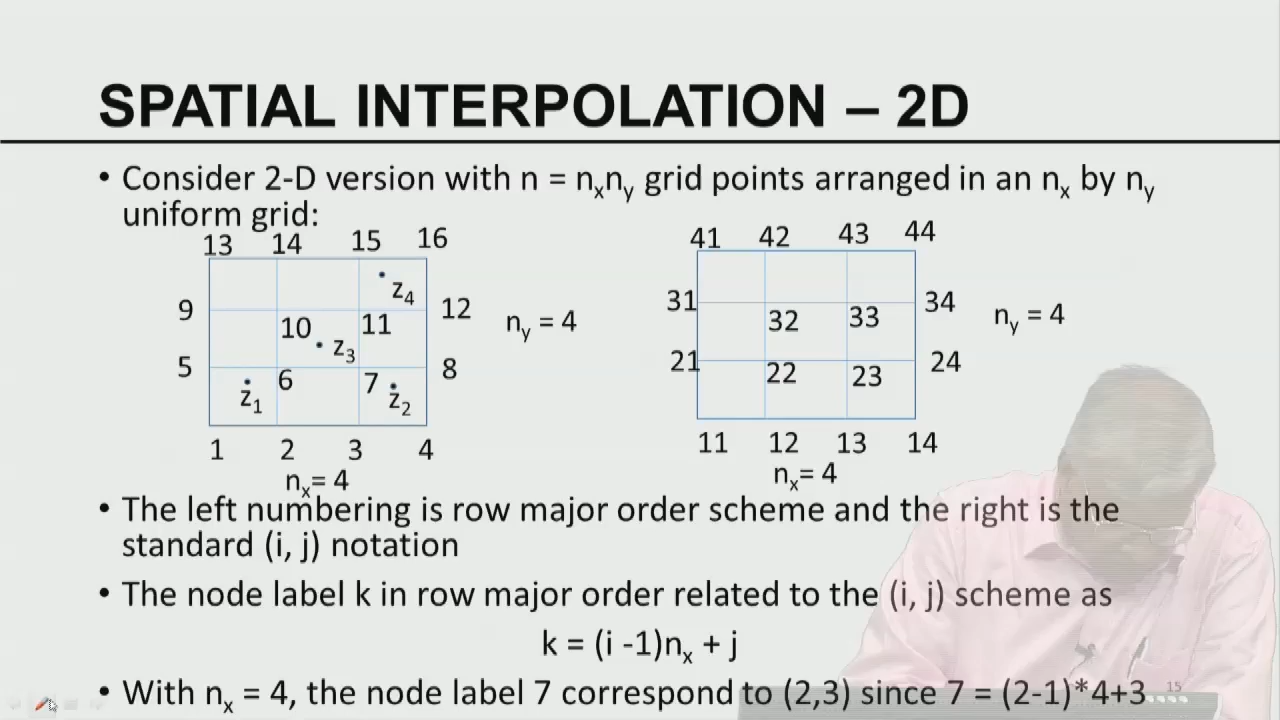 SPATIAL INTERPOLATION – 2D
• Consider 2-D version with n = nₓnᵧ grid points arranged in an nₓ by nᵧ
uniform grid:
13 14 15 16
z₄
9 12
10 11
z₃
5 8
6 7
z₁ z₂
1 2 3 4
nₓ= 4
nᵧ = 4
41 42 43 44
31 34
32 33
21 24
22 23
11 12 13 14
nₓ= 4
nᵧ = 4
• The left numbering is row major order scheme and the right is the
standard (i, j) notation
• The node label k in row major order related to the (i, j) scheme as
k = (i -1)nₓ + j
• With nₓ = 4, the node label 7 correspond to (2,3) since 7 = (2-1)*4+3
15